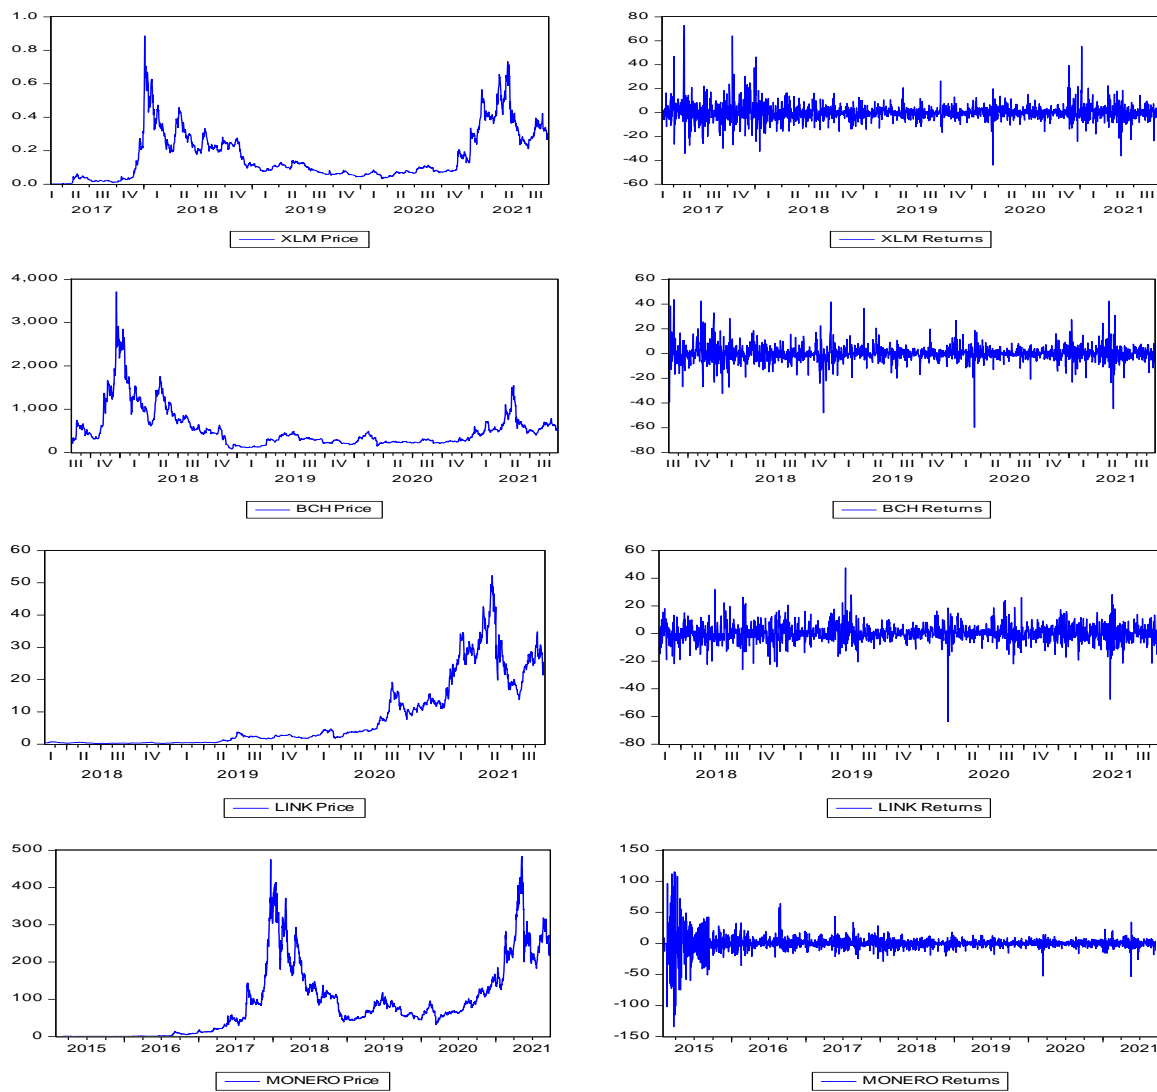 1.0
0.8
0.6
0.4
0.2
0.0
I II III IV I II III IV I II III IV I II III IV I II III
2017 2018 2019 2020 2021
XLM Price
80
60
40
20
0
-20
-40
-60
I II III IV I II III IV I II III IV I II III IV I II III
2017 2018 2019 2020 2021
XLM Returns
4,000
3,000
2,000
1,000
0
III IV I II III IV I II III IV I II III IV I II III
2018 2019 2020 2021
BCH Price
60
40
20
0
-20
-40
-60
-80
III IV I II III IV I II III IV I II III IV I II III
2018 2019 2020 2021
BCH Returns
60
50
40
30
20
10
0
I II III IV I II III IV I II III IV I II III
2018 2019 2020 2021
LINK Price
60
40
20
0
-20
-40
-60
-80
I II III IV I II III IV I II III IV I II III
2018 2019 2020 2021
LINK Returns
500
400
300
200
100
0
2015 2016 2017 2018 2019 2020 2021
MONERO Price
150
100
50
0
-50
-100
-150
2015 2016 2017 2018 2019 2020 2021
MONERO Returns